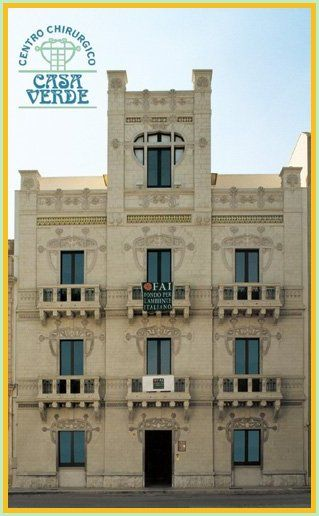 CENTRO CHIRURGICO
CASA
VERDE
FAI
FONDO PER
L'AMBIENTE
ITALIANO